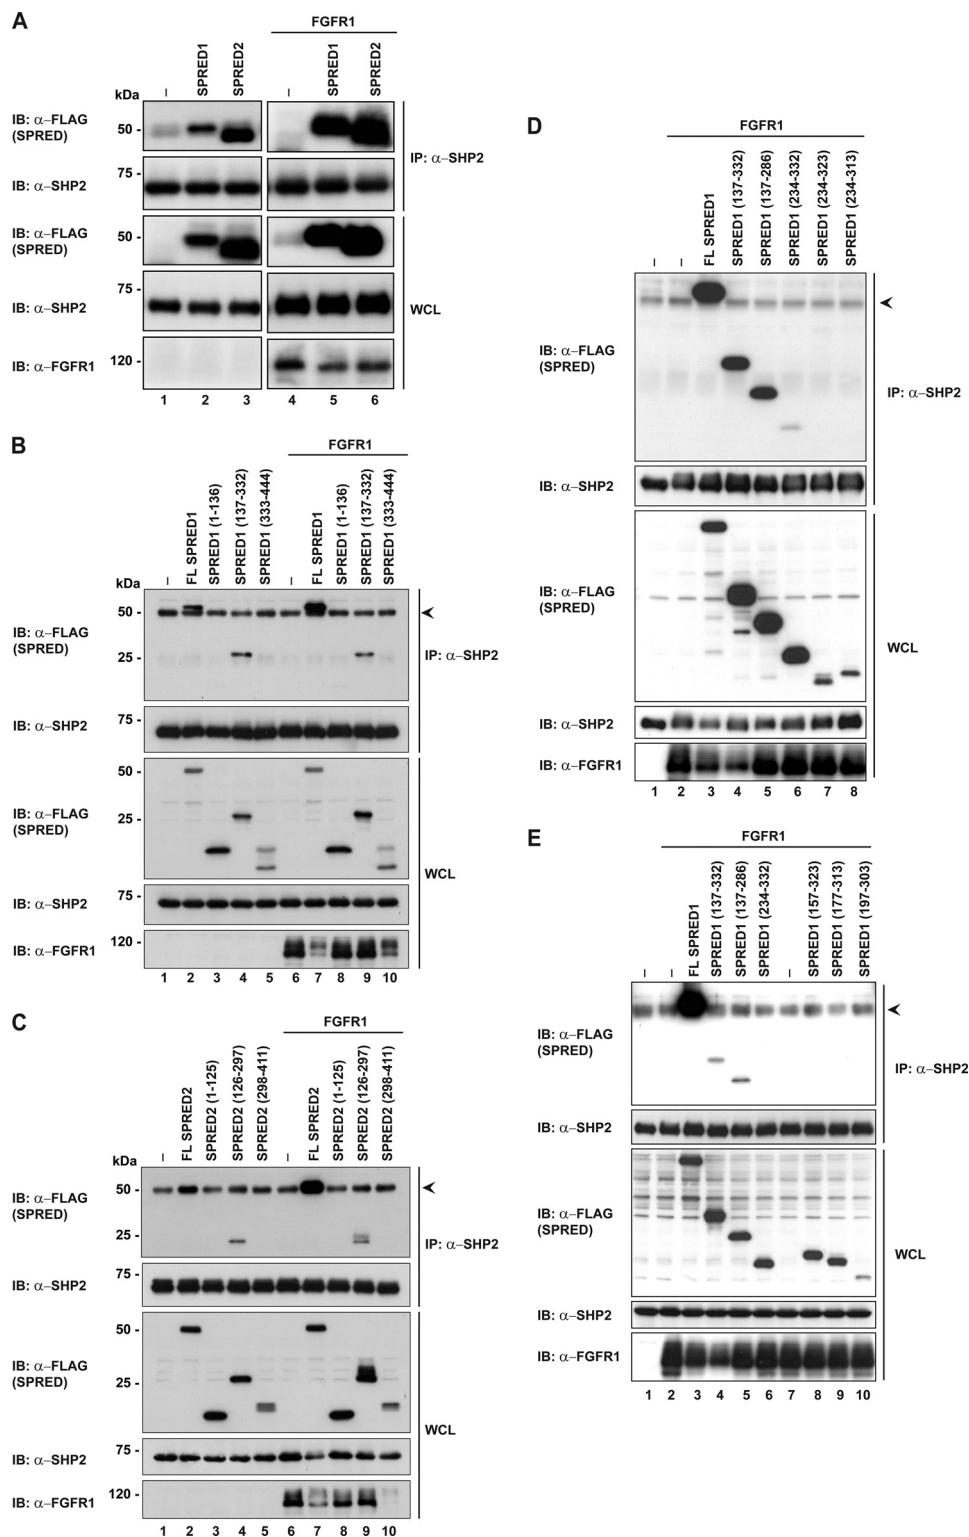 A
FGFR1
– SPRED1 SPRED2 – SPRED1 SPRED2
kDa
IB: α–FLAG (SPRED) 50 -
IP: α–SHP2
IB: α–SHP2 75 -
IB: α–FLAG (SPRED) 50 -
IB: α–SHP2 75 -
WCL
IB: α–FGFR1 120 -
1 2 3 4 5 6
B
FGFR1
– FL SPRED1 SPRED1 (1-136) SPRED1 (137-332) SPRED1 (333-444) – FL SPRED1 SPRED1 (1-136) SPRED1 (137-332) SPRED1 (333-444)
kDa
50 -
IB: α–FLAG (SPRED)
25 -
IP: α–SHP2
IB: α–SHP2 75 -
50 -
IB: α–FLAG (SPRED)
25 -
WCL
IB: α–SHP2 75 -
IB: α–FGFR1 120 -
1 2 3 4 5 6 7 8 9 10
C
FGFR1
– FL SPRED2 SPRED2 (1-125) SPRED2 (126-297) SPRED2 (298-411) – FL SPRED2 SPRED2 (1-125) SPRED2 (126-297) SPRED2 (298-411)
kDa
50 -
IB: α–FLAG (SPRED)
25 -
IP: α–SHP2
IB: α–SHP2 75 -
50 -
IB: α–FLAG (SPRED)
25 -
WCL
IB: α–SHP2 75 -
IB: α–FGFR1 120 -
1 2 3 4 5 6 7 8 9 10
D
FGFR1
– – FL SPRED1 SPRED1 (137-332) SPRED1 (137-286) SPRED1 (234-332) SPRED1 (234-323) SPRED1 (234-313)
IB: α–FLAG (SPRED)
IP: α–SHP2
IB: α–SHP2
IB: α–FLAG (SPRED)
WCL
IB: α–SHP2
IB: α–FGFR1
1 2 3 4 5 6 7 8
E
FGFR1
– – FL SPRED1 SPRED1 (137-332) SPRED1 (137-286) SPRED1 (234-332) – SPRED1 (157-323) SPRED1 (177-313) SPRED1 (197-303)
IB: α–FLAG (SPRED)
IP: α–SHP2
IB: α–SHP2
IB: α–FLAG (SPRED)
WCL
IB: α–SHP2
IB: α–FGFR1
1 2 3 4 5 6 7 8 9 10